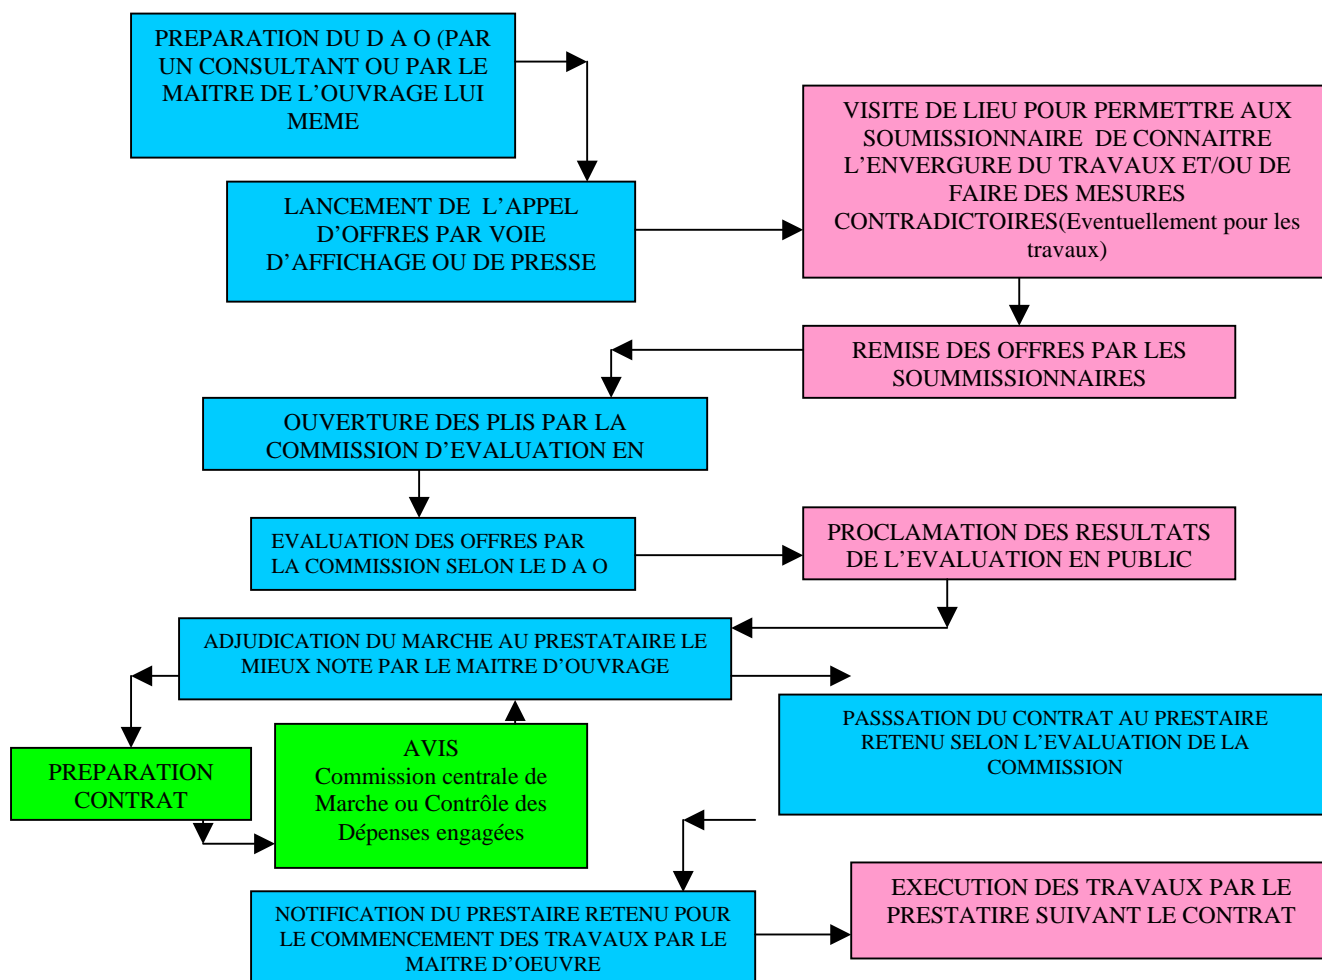 PREPARATION DU D A O (PAR
UN CONSULTANT OU PAR LE
MAITRE DE L'OUVRAGE LUI
MEME
VISITE DE LIEU POUR PERMETTRE AUX
SOUMISSIONNAIRE DE CONNAITRE
L'ENVERGURE DU TRAVAUX ET/OU DE
FAIRE DES MESURES
CONTRADICTOIRES(Eventuellement pour les
travaux)
LANCEMENT DE L'APPEL
D'OFFRES PAR VOIE
D'AFFICHAGE OU DE PRESSE
REMISE DES OFFRES PAR LES
SOUMMISSIONNAIRES
OUVERTURE DES PLIS PAR LA
COMMISSION D'EVALUATION EN
EVALUATION DES OFFRES PAR
LA COMMISSION SELON LE D A O
PROCLAMATION DES RESULTATS
DE L'EVALUATION EN PUBLIC
ADJUDICATION DU MARCHE AU PRESTATAIRE LE
MIEUX NOTE PAR LE MAITRE D'OUVRAGE
PASSSATION DU CONTRAT AU PRESTAIRE
RETENU SELON L'EVALUATION DE LA
COMMISSION
PREPARATION
CONTRAT
AVIS
Commission centrale de
Marche ou Contrôle des
Dépenses engagées
NOTIFICATION DU PRESTAIRE RETENU POUR
LE COMMENCEMENT DES TRAVAUX PAR LE
MAITRE D'OEUVRE
EXECUTION DES TRAVAUX PAR LE
PRESTATIRE SUIVANT LE CONTRAT